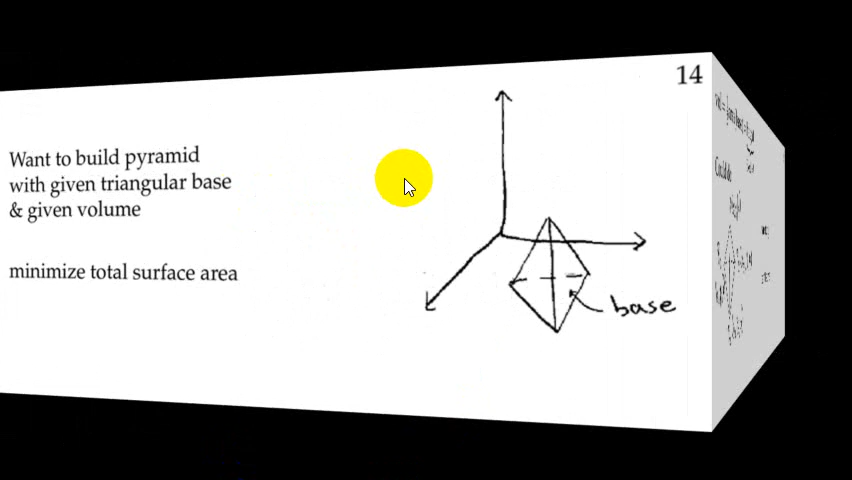 14
Want to build pyramid
with given triangular base
& given volume
minimize total surface area
base